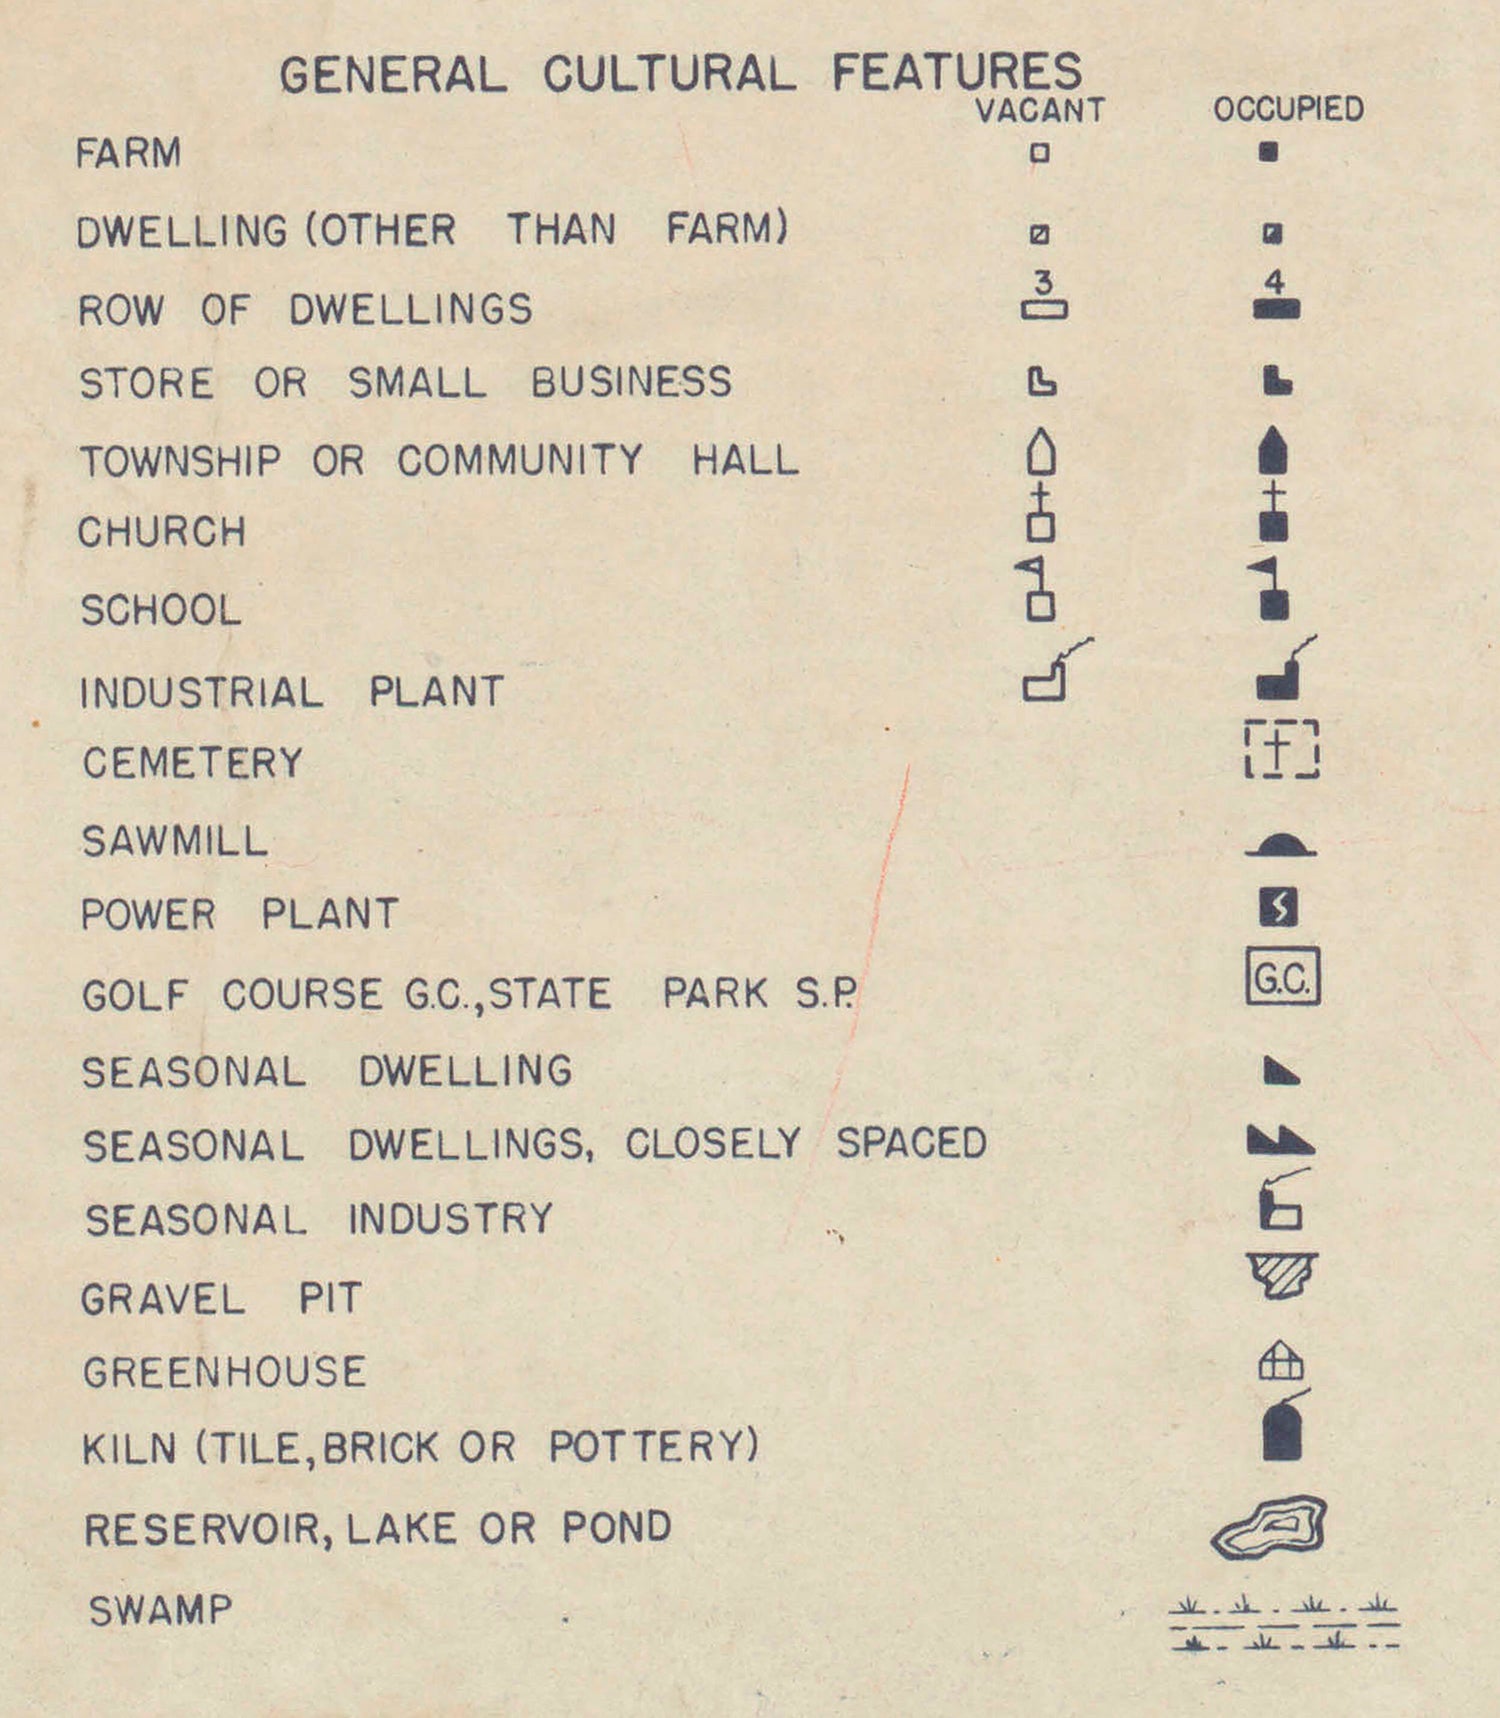 GENERAL CULTURAL FEATURES
VACANT OCCUPIED
FARM
DWELLING (OTHER THAN FARM)
3 4
ROW OF DWELLINGS
STORE OR SMALL BUSINESS
TOWNSHIP OR COMMUNITY HALL
CHURCH
SCHOOL
INDUSTRIAL PLANT
CEMETERY
SAWMILL
POWER PLANT
GOLF COURSE G.C., STATE PARK S.P. G.C.
SEASONAL DWELLING
SEASONAL DWELLINGS, CLOSELY SPACED
SEASONAL INDUSTRY
GRAVEL PIT
GREENHOUSE
KILN (TILE, BRICK OR POTTERY)
RESERVOIR, LAKE OR POND
SWAMP